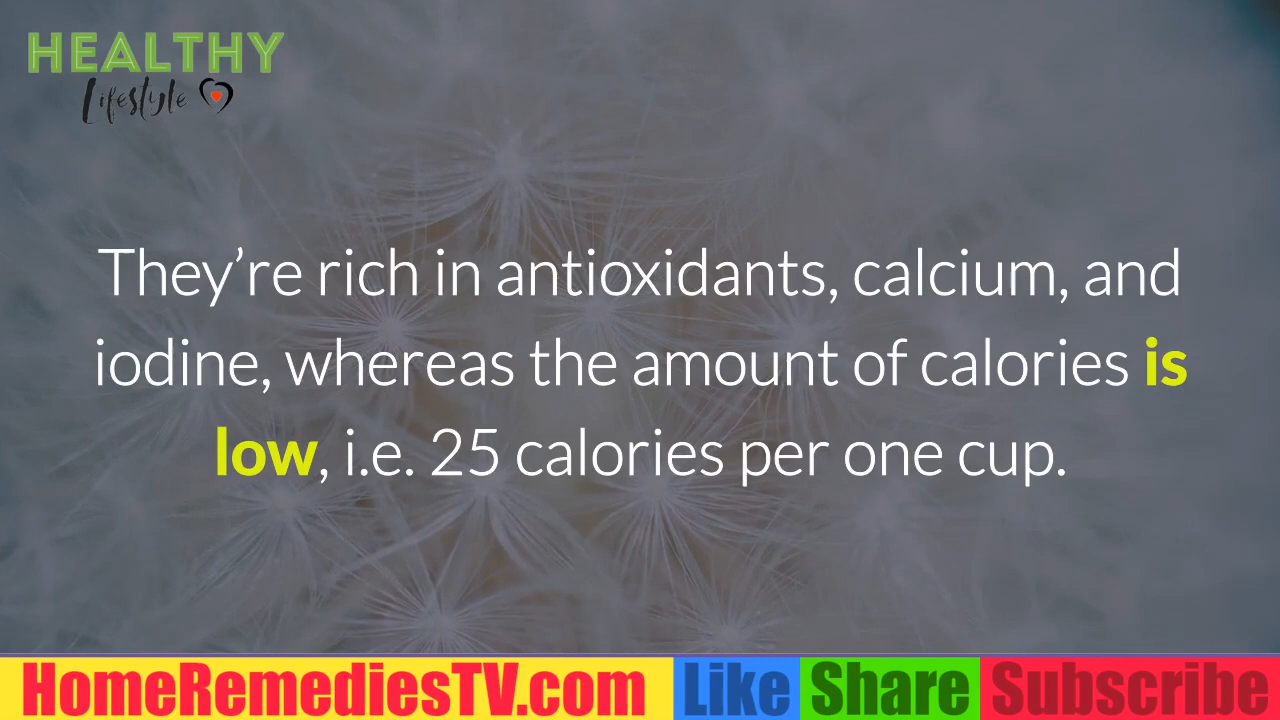 HEALTHY
Lifestyle
They’re rich in antioxidants, calcium, and
iodine, whereas the amount of calories is
low, i.e. 25 calories per one cup.
HomeRemediesTV.com Like Share Subscribe